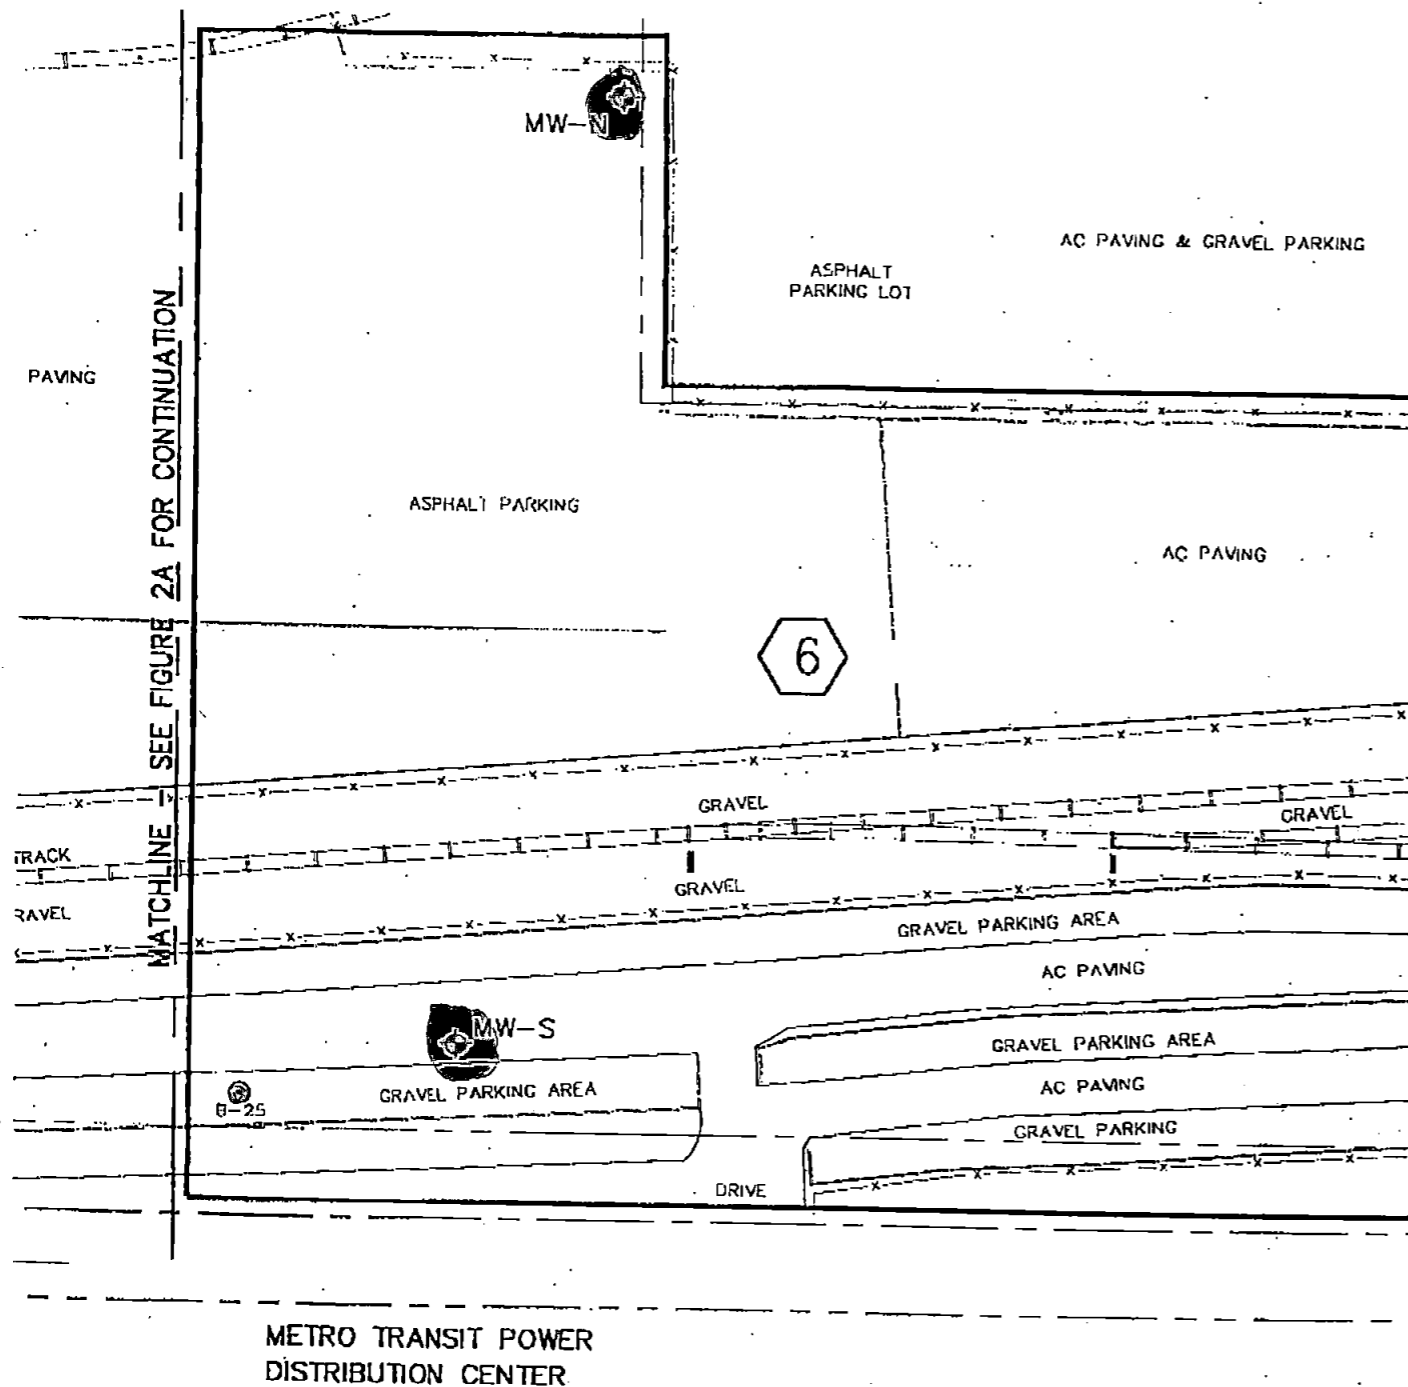 MW-N
AC PAVING & GRAVEL PARKING
ASPHALT
PARKING LOT
PAVING
MATCHLINE - SEE FIGURE 2A FOR CONTINUATION
ASPHALT PARKING
AC PAVING
6
GRAVEL
GRAVEL
TRACK
GRAVEL
RAVEL
GRAVEL PARKING AREA
AC PAVING
MW-S
GRAVEL PARKING AREA
AC PAVING
GRAVEL PARKING AREA
B-25
GRAVEL PARKING
DRIVE
METRO TRANSIT POWER
DISTRIBUTION CENTER